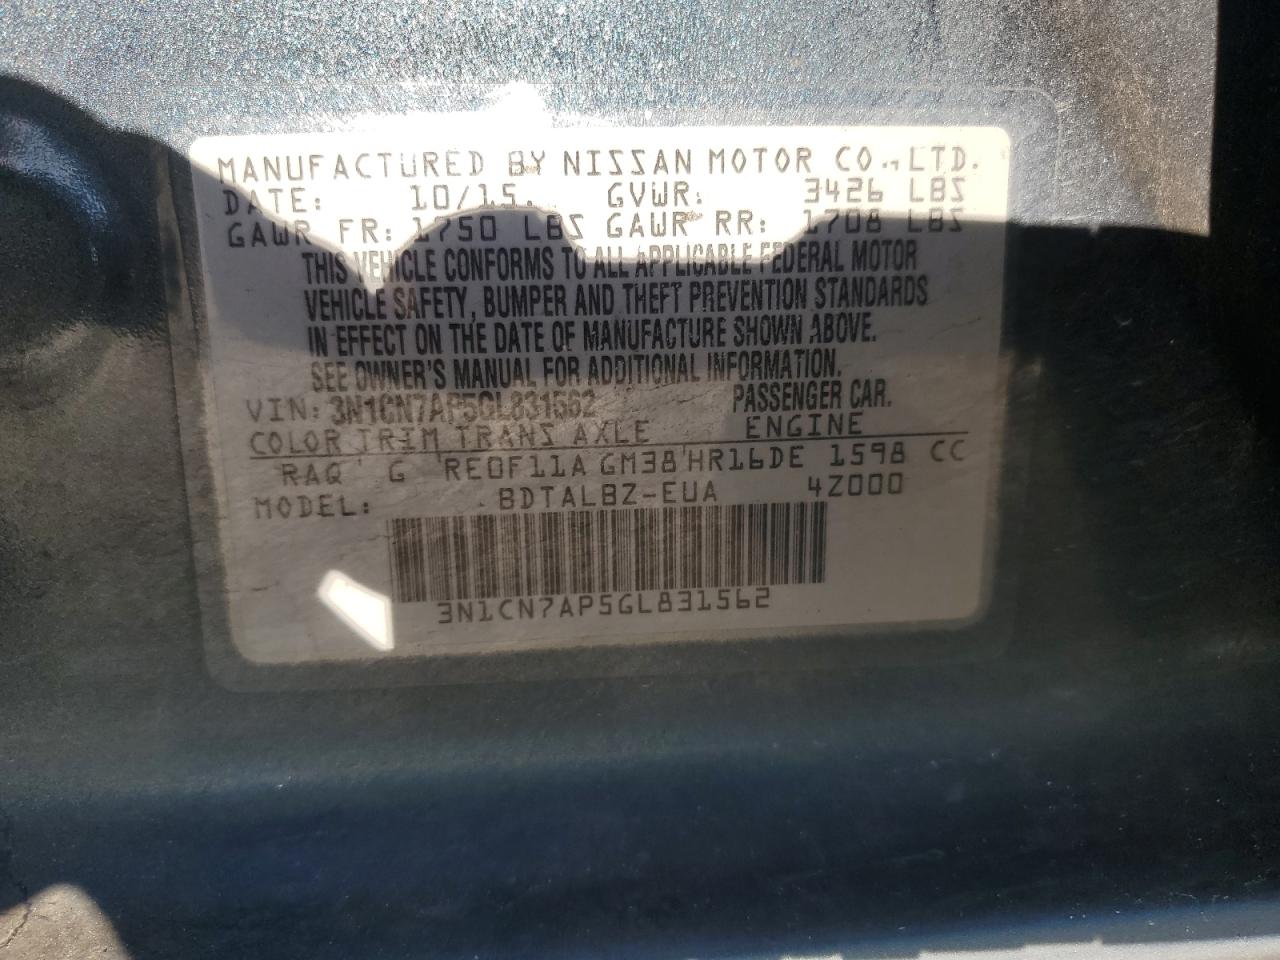 MANUFACTURED BY NISSAN MOTOR CO., LTD.
DATE: 10/15. GVWR: 3426 LBS
GAWR FR: 1750 LBS GAWR RR: 1708 LBS
THIS VEHICLE CONFORMS TO ALL APPLICABLE FEDERAL MOTOR
VEHICLE SAFETY, BUMPER AND THEFT PREVENTION STANDARDS
IN EFFECT ON THE DATE OF MANUFACTURE SHOWN ABOVE.
SEE OWNER'S MANUAL FOR ADDITIONAL INFORMATION.
VIN: 3N1CN7AP5GL831562 PASSENGER CAR.
COLOR TRIM TRANS AXLE ENGINE
RAQ G RE0F11A GM38 HR16DE 1598 CC
MODEL: BDTALBZ-EUA 4Z000
3N1CN7AP5GL831562